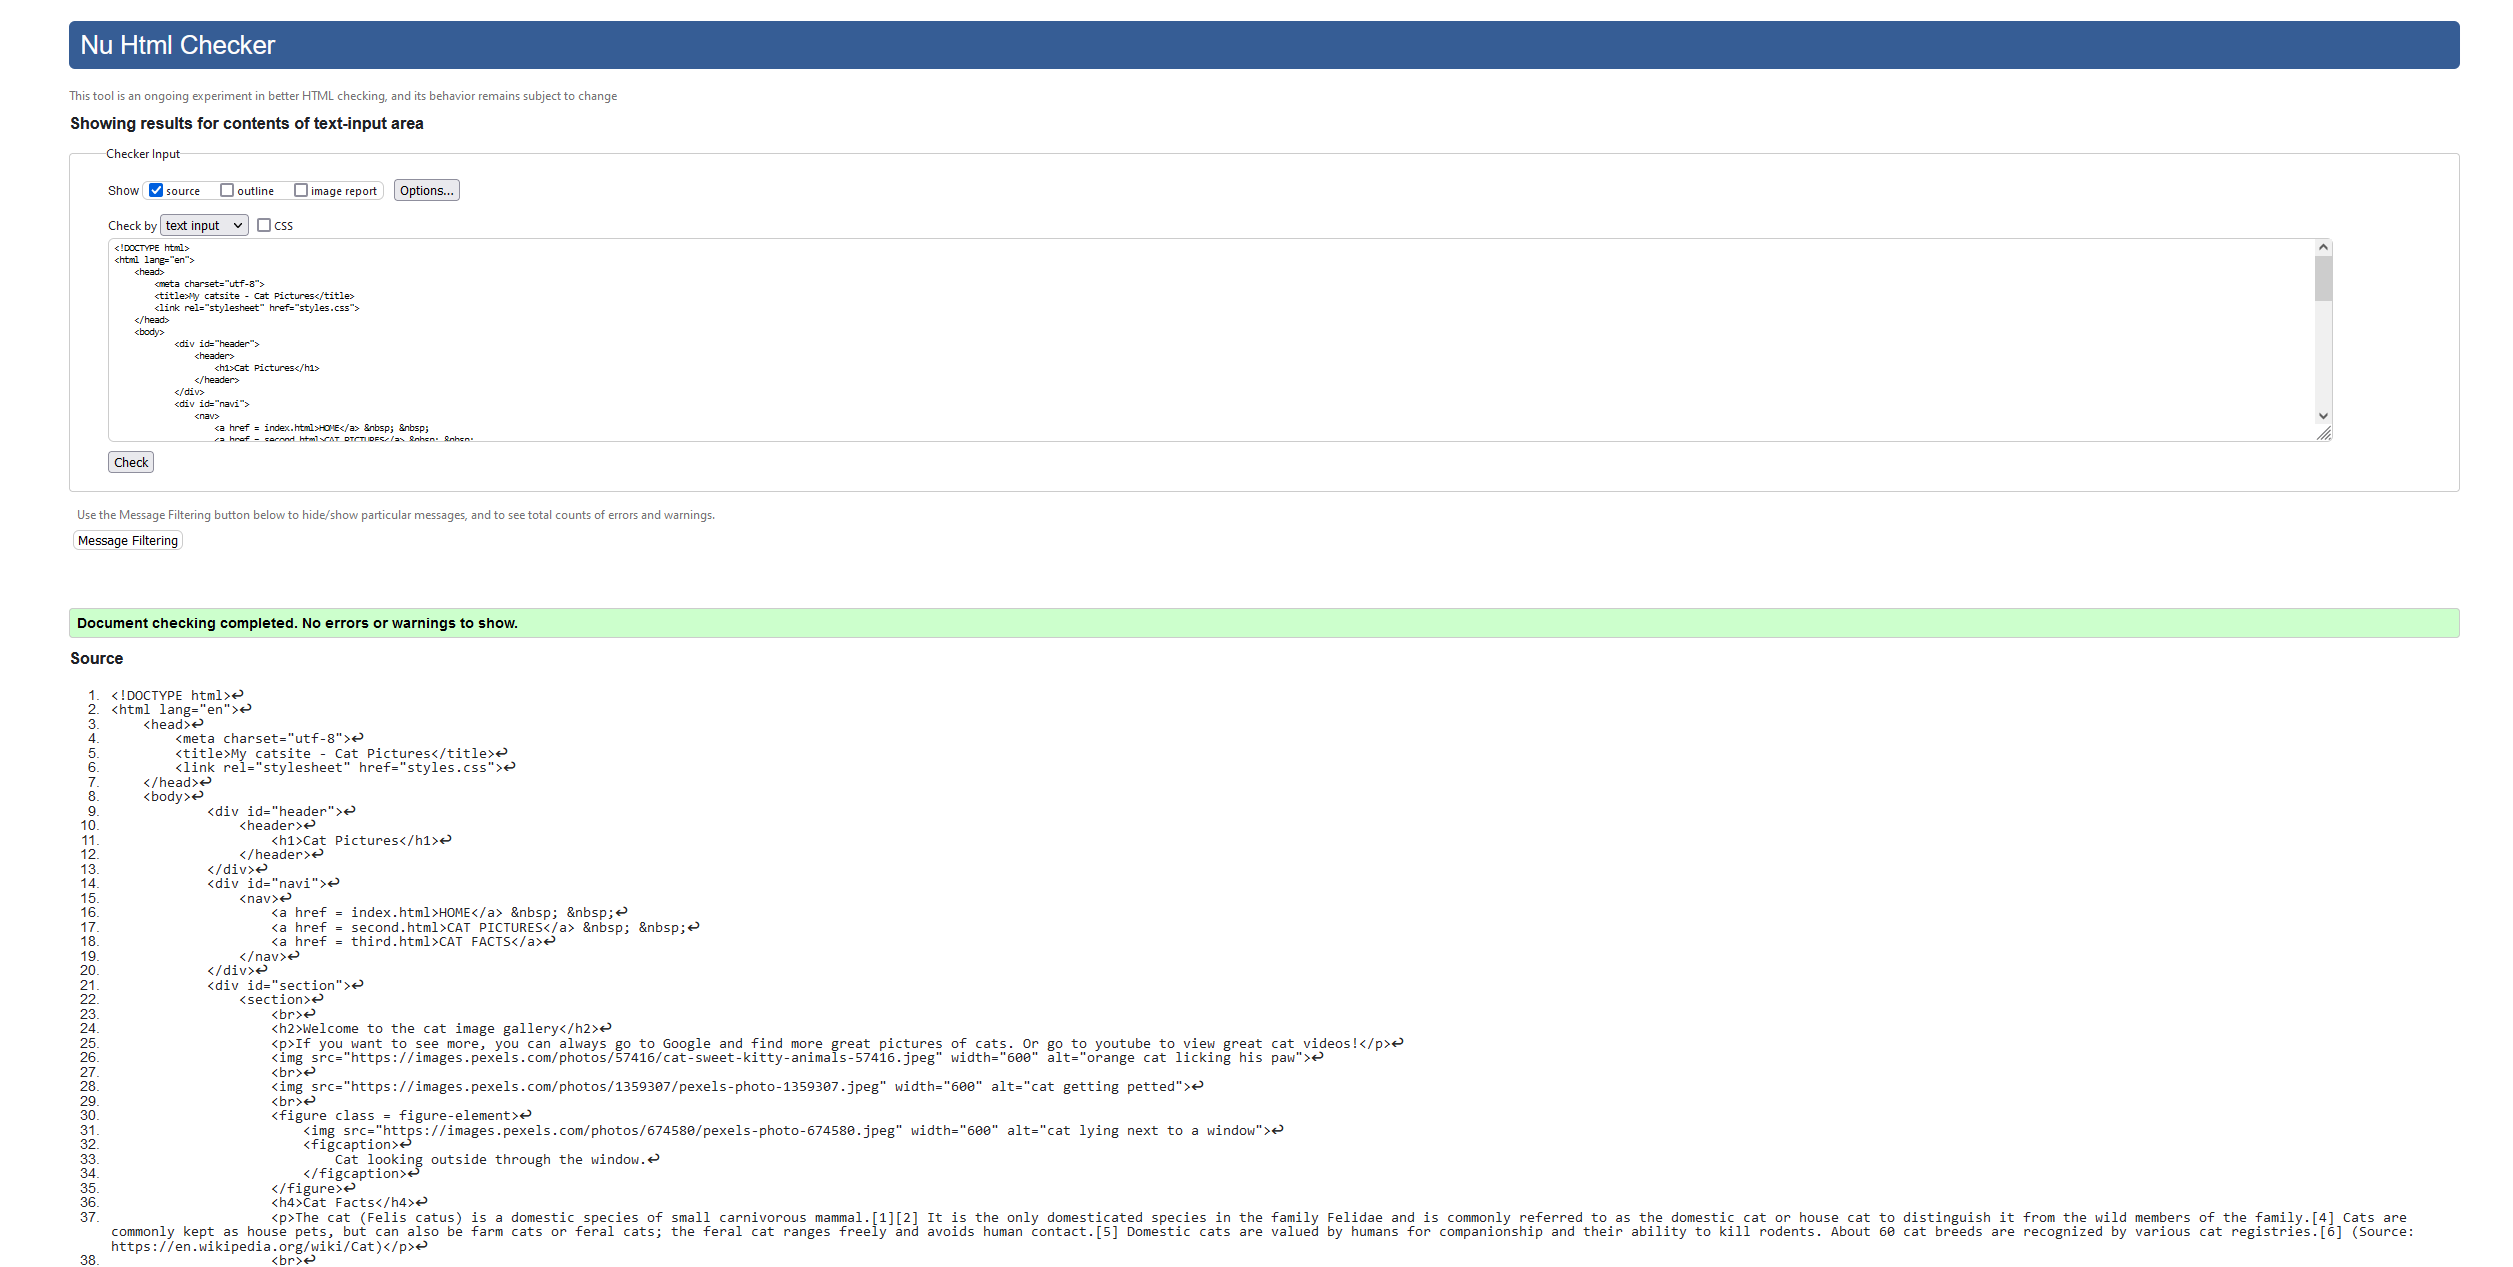 Nu Html Checker
This tool is an ongoing experiment in better HTML checking, and its behavior remains subject to change
Showing results for contents of text-input area
Checker Input
Show source outline image report Options...
Check by text input CSS
<!DOCTYPE html>
<html lang="en">
<head>
<meta charset="utf-8">
<title>My catsite - Cat Pictures</title>
<link rel="stylesheet" href="styles.css">
</head>
<body>
<div id="header">
<header>
<h1>Cat Pictures</h1>
</header>
</div>
<div id="navi">
<nav>
<a href = index.html>HOME</a> &nbsp; &nbsp;
<a href = second.html>CAT PICTURES</a> &nbsp; &nbsp;
Check
Use the Message Filtering button below to hide/show particular messages, and to see total counts of errors and warnings.
Message Filtering
Document checking completed. No errors or warnings to show.
Source
1. <!DOCTYPE html>↩
2. <html lang="en">↩
3. <head>↩
4. <meta charset="utf-8">↩
5. <title>My catsite - Cat Pictures</title>↩
6. <link rel="stylesheet" href="styles.css">↩
7. </head>↩
8. <body>↩
9. <div id="header">↩
10. <header>↩
11. <h1>Cat Pictures</h1>↩
12. </header>↩
13. </div>↩
14. <div id="navi">↩
15. <nav>↩
16. <a href = index.html>HOME</a> &nbsp; &nbsp;↩
17. <a href = second.html>CAT PICTURES</a> &nbsp; &nbsp;↩
18. <a href = third.html>CAT FACTS</a>↩
19. </nav>↩
20. </div>↩
21. <div id="section">↩
22. <section>↩
23. <br>↩
24. <h2>Welcome to the cat image gallery</h2>↩
25. <p>If you want to see more, you can always go to Google and find more great pictures of cats. Or go to youtube to view great cat videos!</p>↩
26. <img src="https://images.pexels.com/photos/57416/cat-sweet-kitty-animals-57416.jpeg" width="600" alt="orange cat licking his paw">↩
27. <br>↩
28. <img src="https://images.pexels.com/photos/1359307/pexels-photo-1359307.jpeg" width="600" alt="cat getting petted">↩
29. <br>↩
30. <figure class = figure-element>↩
31. <img src="https://images.pexels.com/photos/674580/pexels-photo-674580.jpeg" width="600" alt="cat lying next to a window">↩
32. <figcaption>↩
33. Cat looking outside through the window.↩
34. </figcaption>↩
35. </figure>↩
36. <h4>Cat Facts</h4>↩
37. <p>The cat (Felis catus) is a domestic species of small carnivorous mammal.[1][2] It is the only domesticated species in the family Felidae and is commonly referred to as the domestic cat or house cat to distinguish it from the wild members of the family.[4] Cats are
commonly kept as house pets, but can also be farm cats or feral cats; the feral cat ranges freely and avoids human contact.[5] Domestic cats are valued by humans for companionship and their ability to kill rodents. About 60 cat breeds are recognized by various cat registries.[6] (Source:
https://en.wikipedia.org/wiki/Cat)</p>↩
38. <br>↩